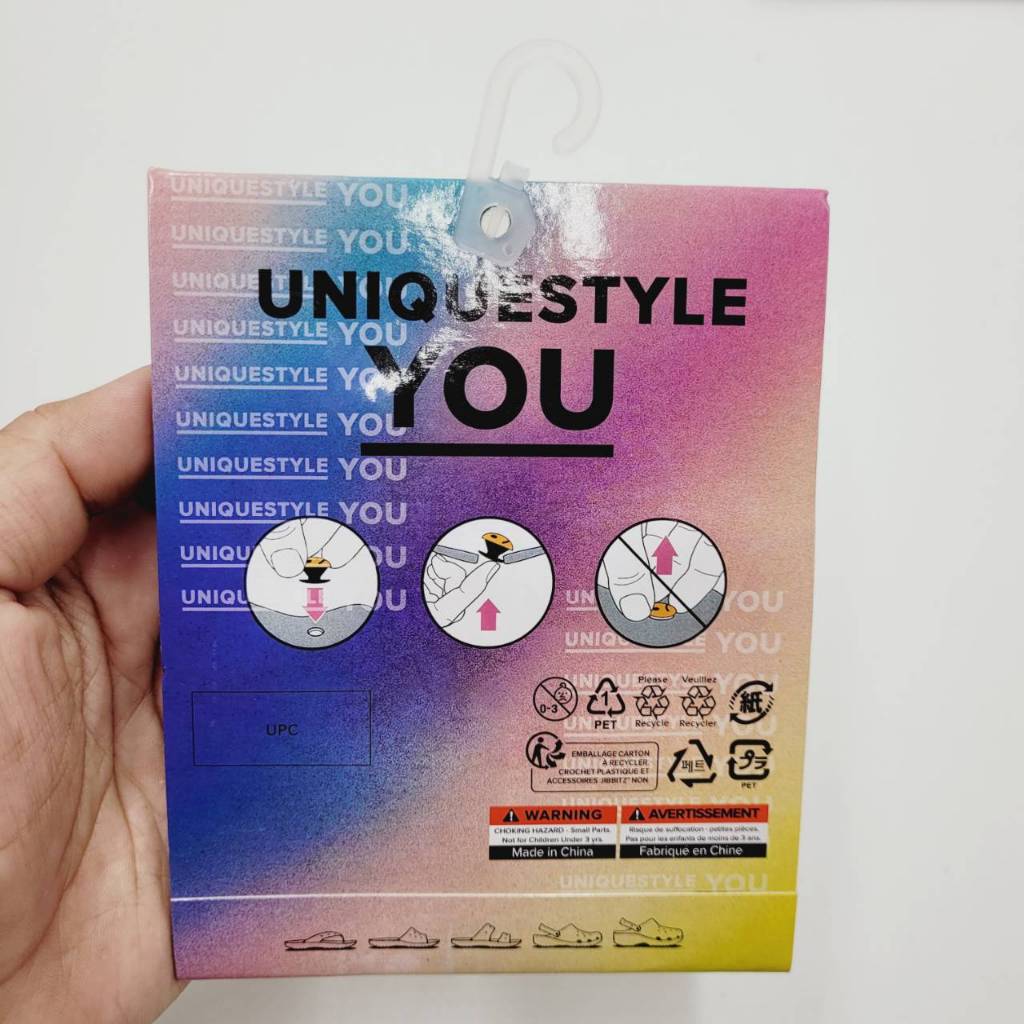 UNIQUESTYLE YOU
UNIQUESTYLE YOU
UNIQUESTYLE YOU
UNIQUESTYLE YOU
UNIQUESTYLE YOU
UNIQUESTYLE YOU
UNIQUESTYLE YOU
UNIQUESTYLE YOU
UNIQUESTYLE
YOU
UPC
YOU
YOU
0-3
1
PET
Please
Recycle
Veuillez
Recycler
紙
EMBALLAGE CARTON
À RECYCLER,
CROCHET PLASTIQUE ET
ACCESSOIRES JIBBITZ™ NON
페트
プラ
PET
WARNING
CHOKING HAZARD - Small Parts.
Not for Children Under 3 yrs.
Made in China
AVERTISSEMENT
Risque de suffocation - petites pièces.
Pas pour les enfants de moins de 3 ans.
Fabriqué en Chine
UNIQUESTYLE YOU